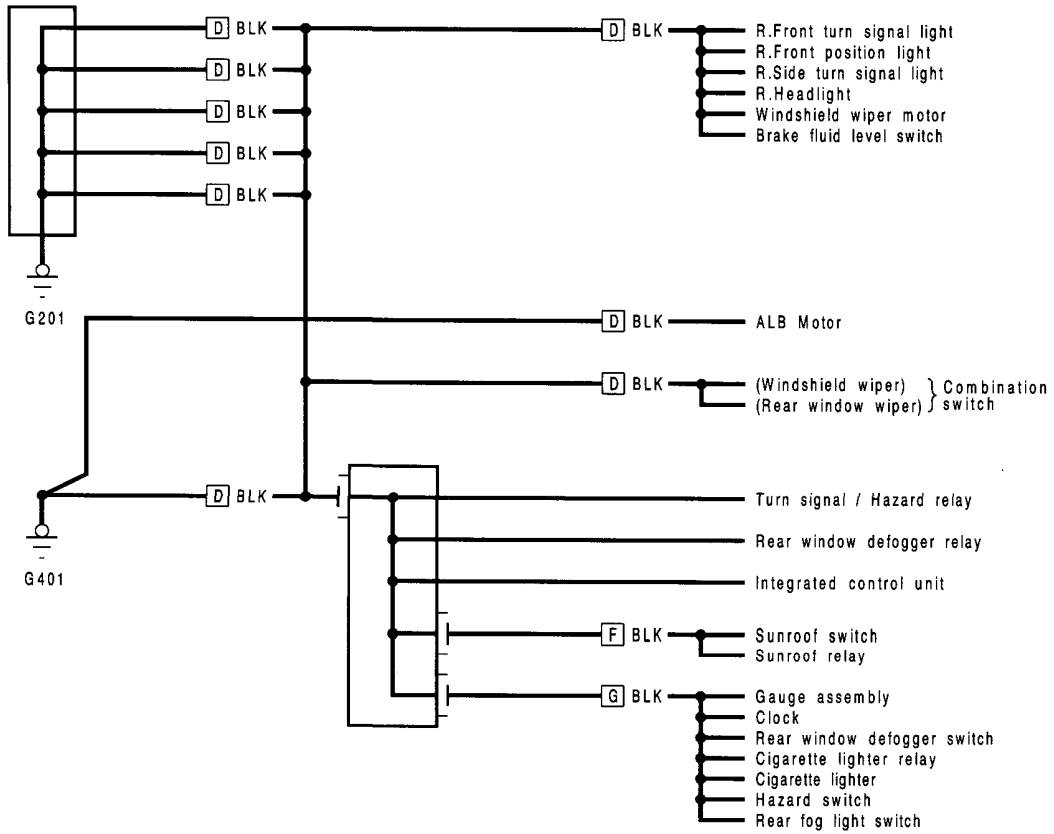 D BLK D BLK R.Front turn signal light
R.Front position light
D BLK R.Side turn signal light
R.Headlight
D BLK Windshield wiper motor
Brake fluid level switch
D BLK
D BLK
G201
D BLK ALB Motor
D BLK (Windshield wiper) } Combination
(Rear window wiper) switch
D BLK Turn signal / Hazard relay
Rear window defogger relay
G401
Integrated control unit
F BLK Sunroof switch
Sunroof relay
G BLK Gauge assembly
Clock
Rear window defogger switch
Cigarette lighter relay
Cigarette lighter
Hazard switch
Rear fog light switch